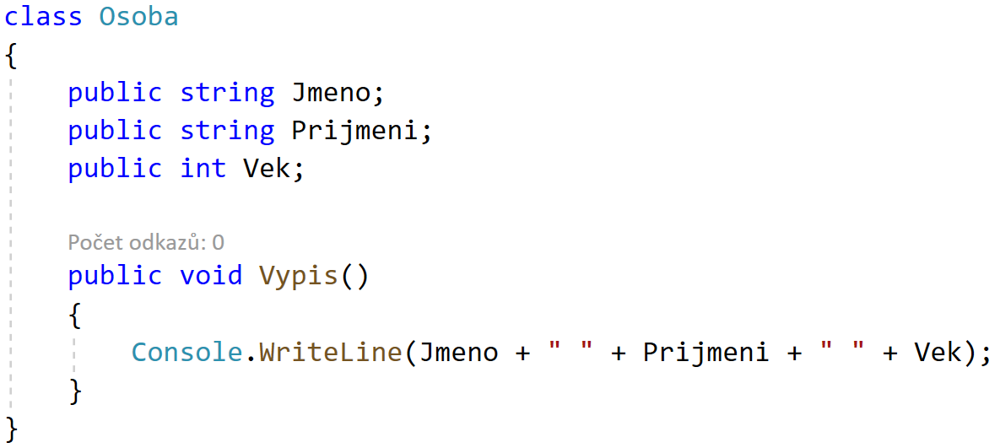 class Osoba
{
    public string Jmeno;
    public string Prijmeni;
    public int Vek;

    Počet odkazů: 0
    public void Vypis()
    {
        Console.WriteLine(Jmeno + " " + Prijmeni + " " + Vek);
    }
}